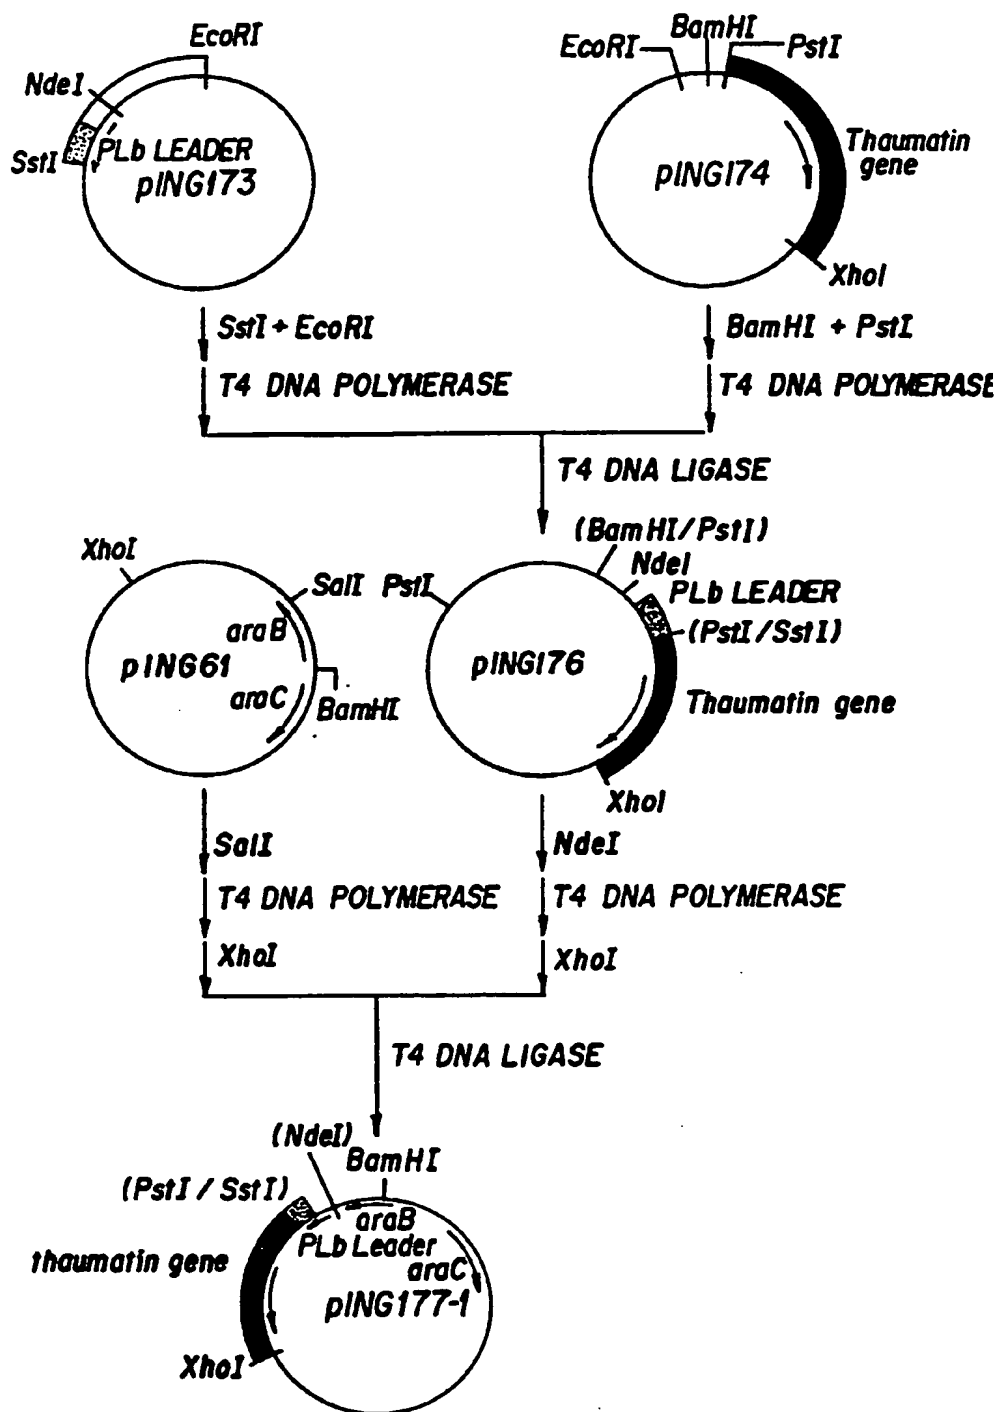 EcoRI
NdeI
SstI
PLb LEADER
pING173
BamHI
EcoRI
PstI
Thaumatin
gene
pING174
XhoI
SstI + EcoRI
BamHI + PstI
T4 DNA POLYMERASE
T4 DNA POLYMERASE
T4 DNA LIGASE
XhoI
SalI
araB
pING61
araC
BamHI
(BamHI/PstI)
PstI
NdeI
PLb LEADER
(PstI/SstI)
pING176
Thaumatin gene
XhoI
SalI
NdeI
T4 DNA POLYMERASE
T4 DNA POLYMERASE
XhoI
XhoI
T4 DNA LIGASE
(NdeI)
BamHI
(PstI / SstI)
araB
PLb Leader
thaumatin gene
araC
pING177-1
XhoI